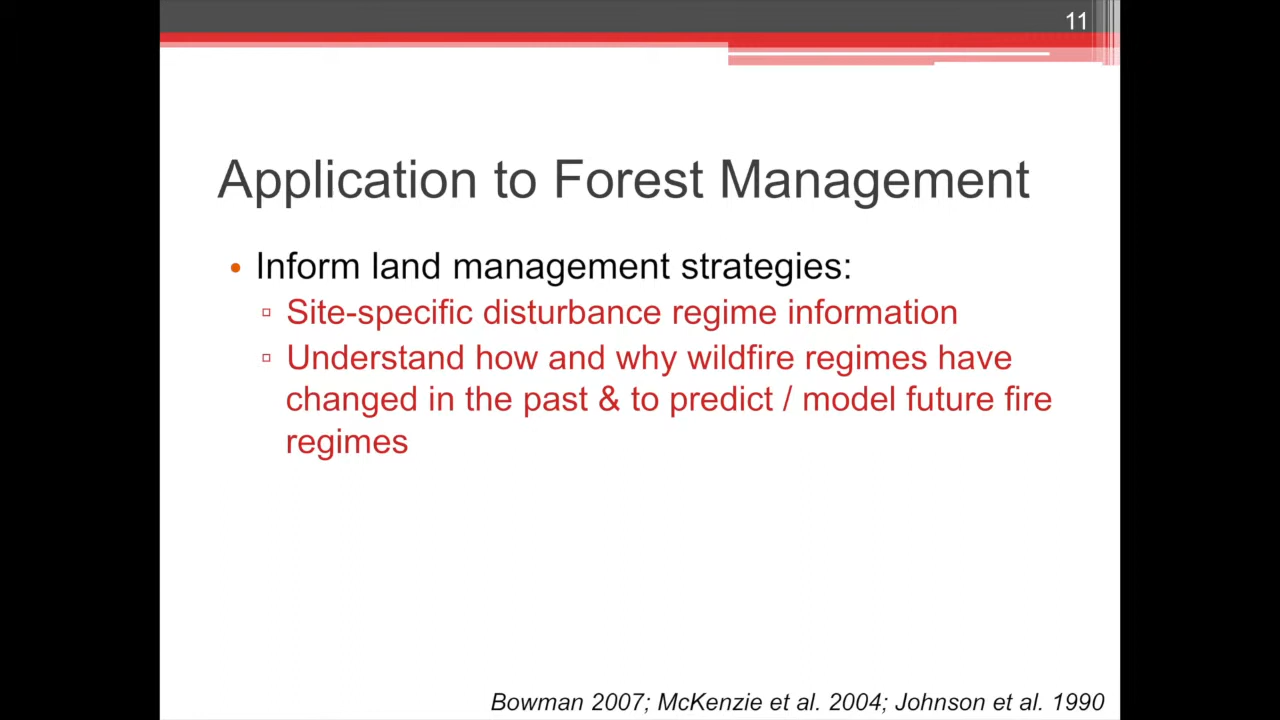 11
Application to Forest Management
• Inform land management strategies:
▫ Site-specific disturbance regime information
▫ Understand how and why wildfire regimes have
changed in the past & to predict / model future fire
regimes
Bowman 2007; McKenzie et al. 2004; Johnson et al. 1990